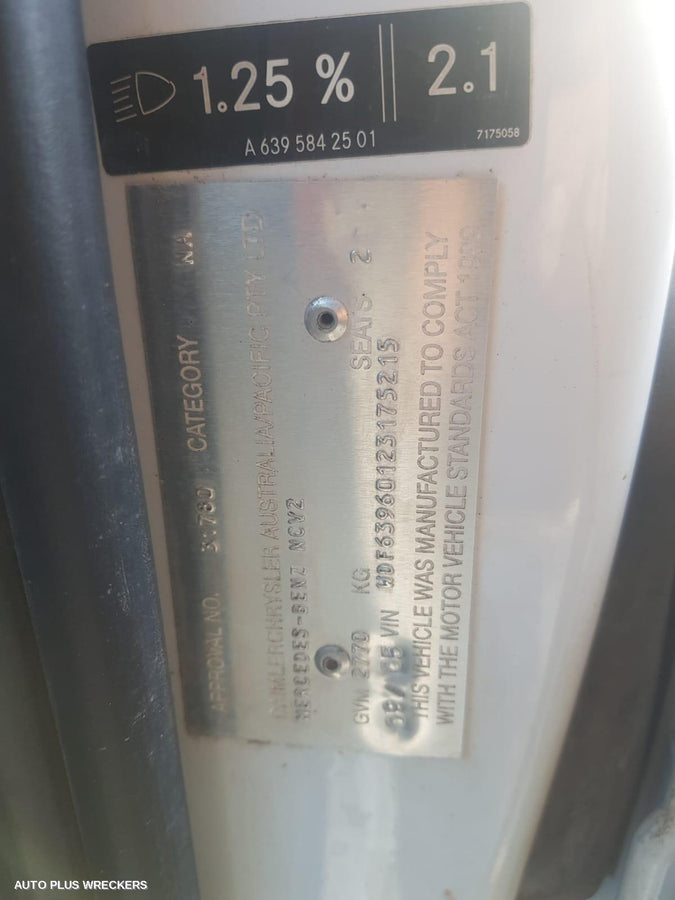 1.25 % 2.1
A 639 584 25 01 7175058
APPROVAL NO. 31780 CATEGORY NA
DAIMLERCHRYSLER AUSTRALIA/PACIFIC PTY LTD
MERCEDES-BENZ NCV2
GVM 2770 KG SEATS 2
VIN WDF63960123175215
THIS VEHICLE WAS MANUFACTURED TO COMPLY
WITH THE MOTOR VEHICLE STANDARDS ACT
AUTO PLUS WRECKERS